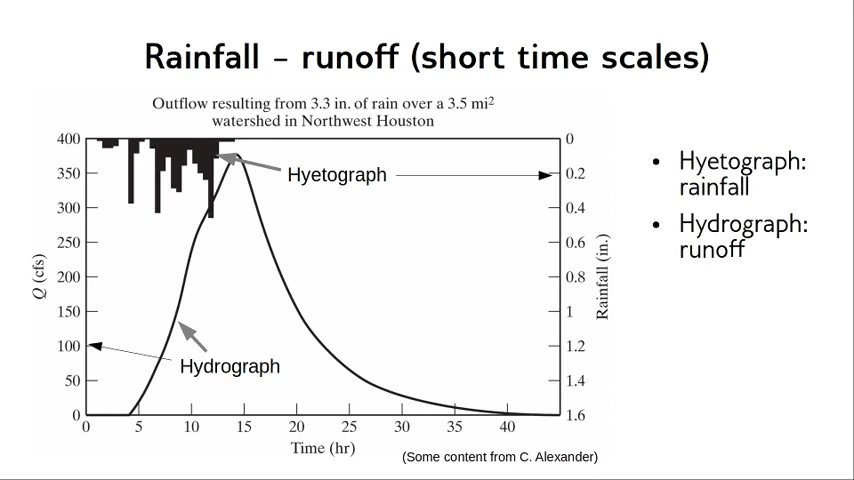 Rainfall – runoff (short time scales)
Outflow resulting from 3.3 in. of rain over a 3.5 mi²
watershed in Northwest Houston
400
350
300
250
200
150
100
50
0
Q (cfs)
0
0.2
0.4
0.6
0.8
1
1.2
1.4
1.6
Rainfall (in.)
Hyetograph
Hydrograph
0 5 10 15 20 25 30 35 40
Time (hr)
(Some content from C. Alexander)
• Hyetograph:
rainfall
• Hydrograph:
runoff